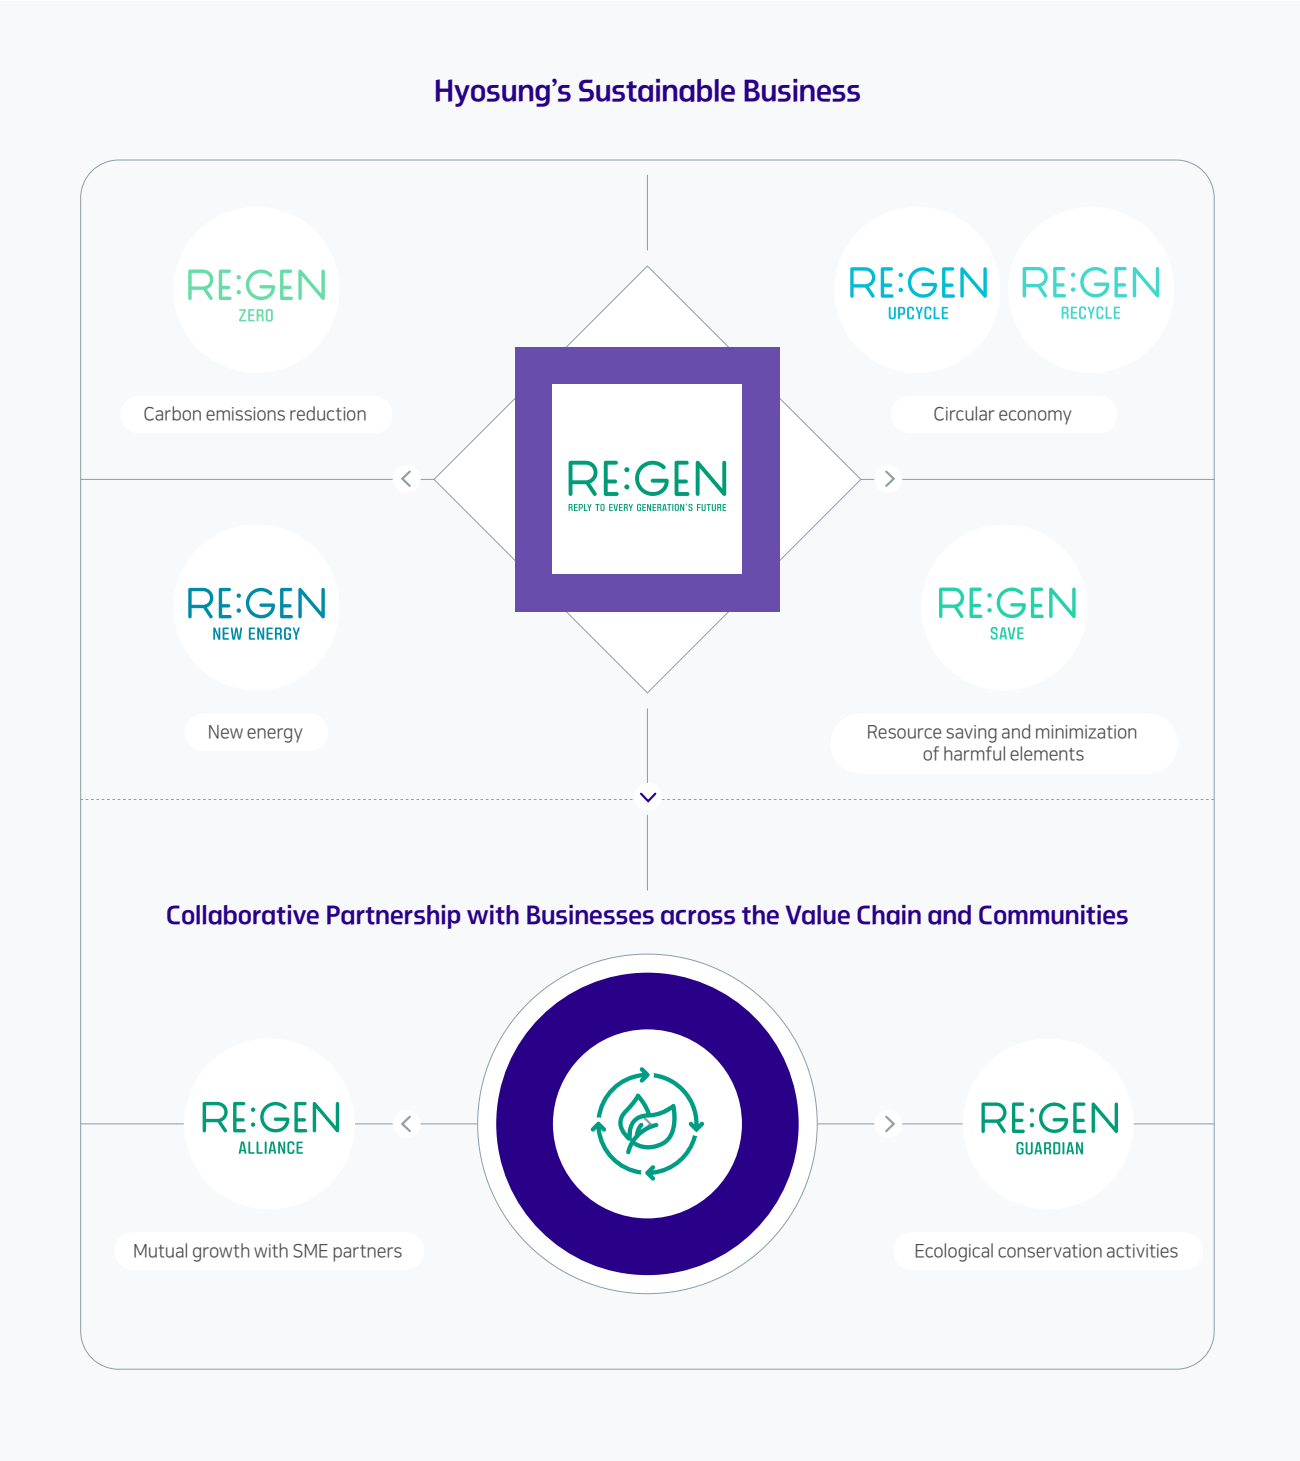 Hyosung’s Sustainable Business
RE:GEN
ZERO
Carbon emissions reduction
RE:GEN
UPCYCLE
RE:GEN
RECYCLE
Circular economy
RE:GEN
REPLY TO EVERY GENERATION'S FUTURE
RE:GEN
NEW ENERGY
New energy
RE:GEN
SAVE
Resource saving and minimization
of harmful elements
Collaborative Partnership with Businesses across the Value Chain and Communities
RE:GEN
ALLIANCE
Mutual growth with SME partners
RE:GEN
GUARDIAN
Ecological conservation activities